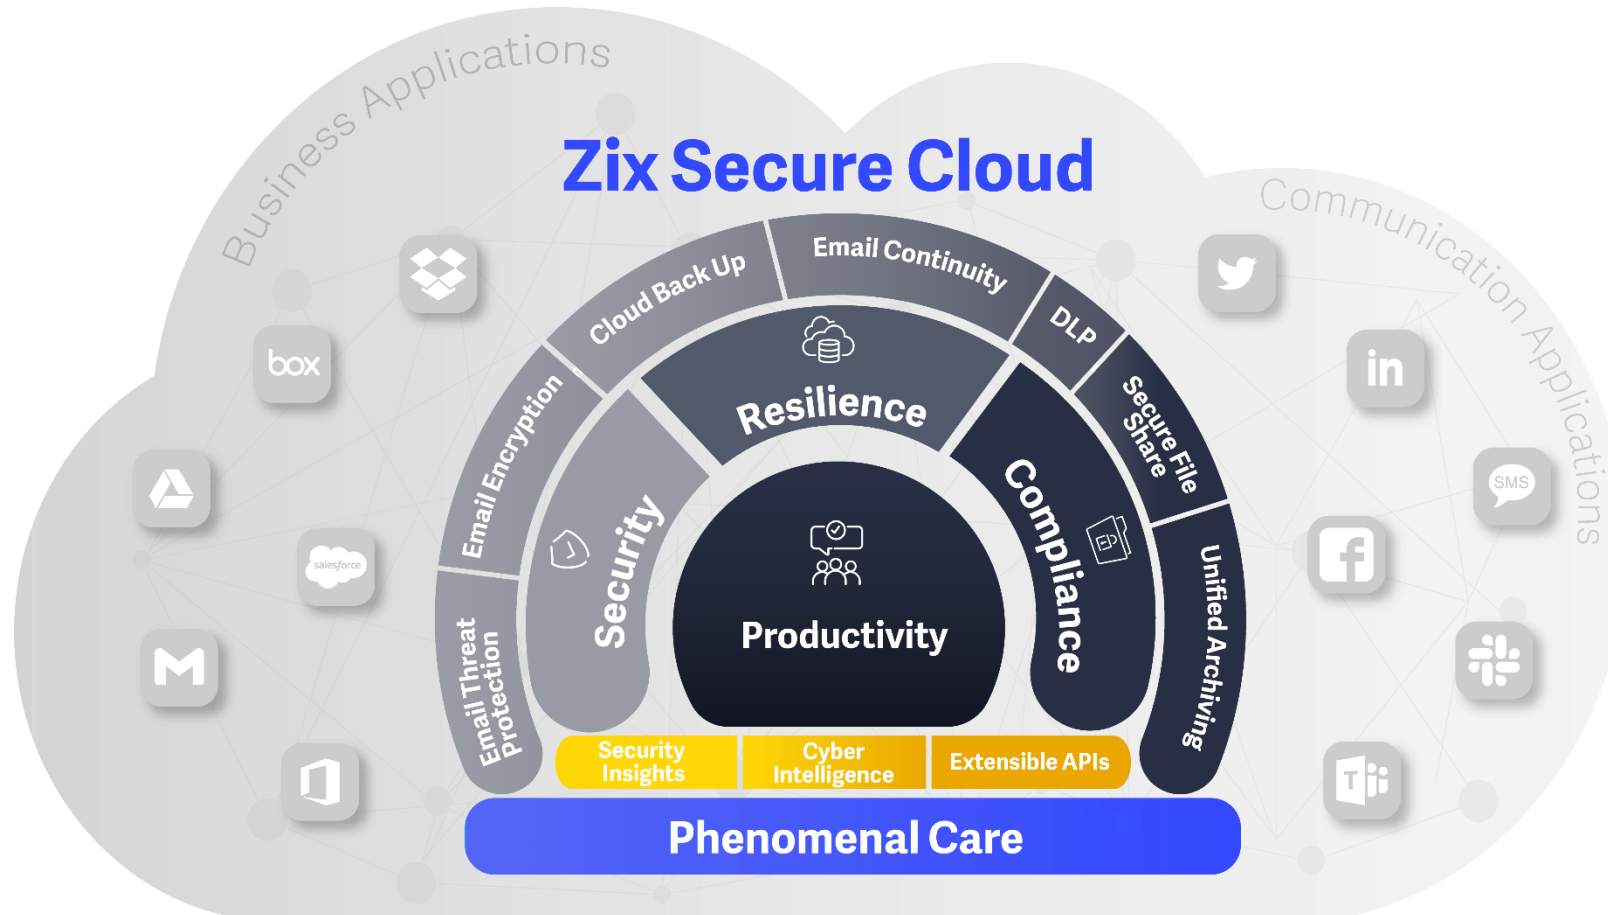 Business Applications
Communication Applications
Zix Secure Cloud
Email Threat
Protection
Email Encryption
Cloud Back Up
Email Continuity
DLP
Secure File
Share
Unified Archiving
Security
Resilience
Compliance
Productivity
Security
Insights
Cyber
Intelligence
Extensible APIs
Phenomenal Care
box
salesforce
in
SMS
f
T